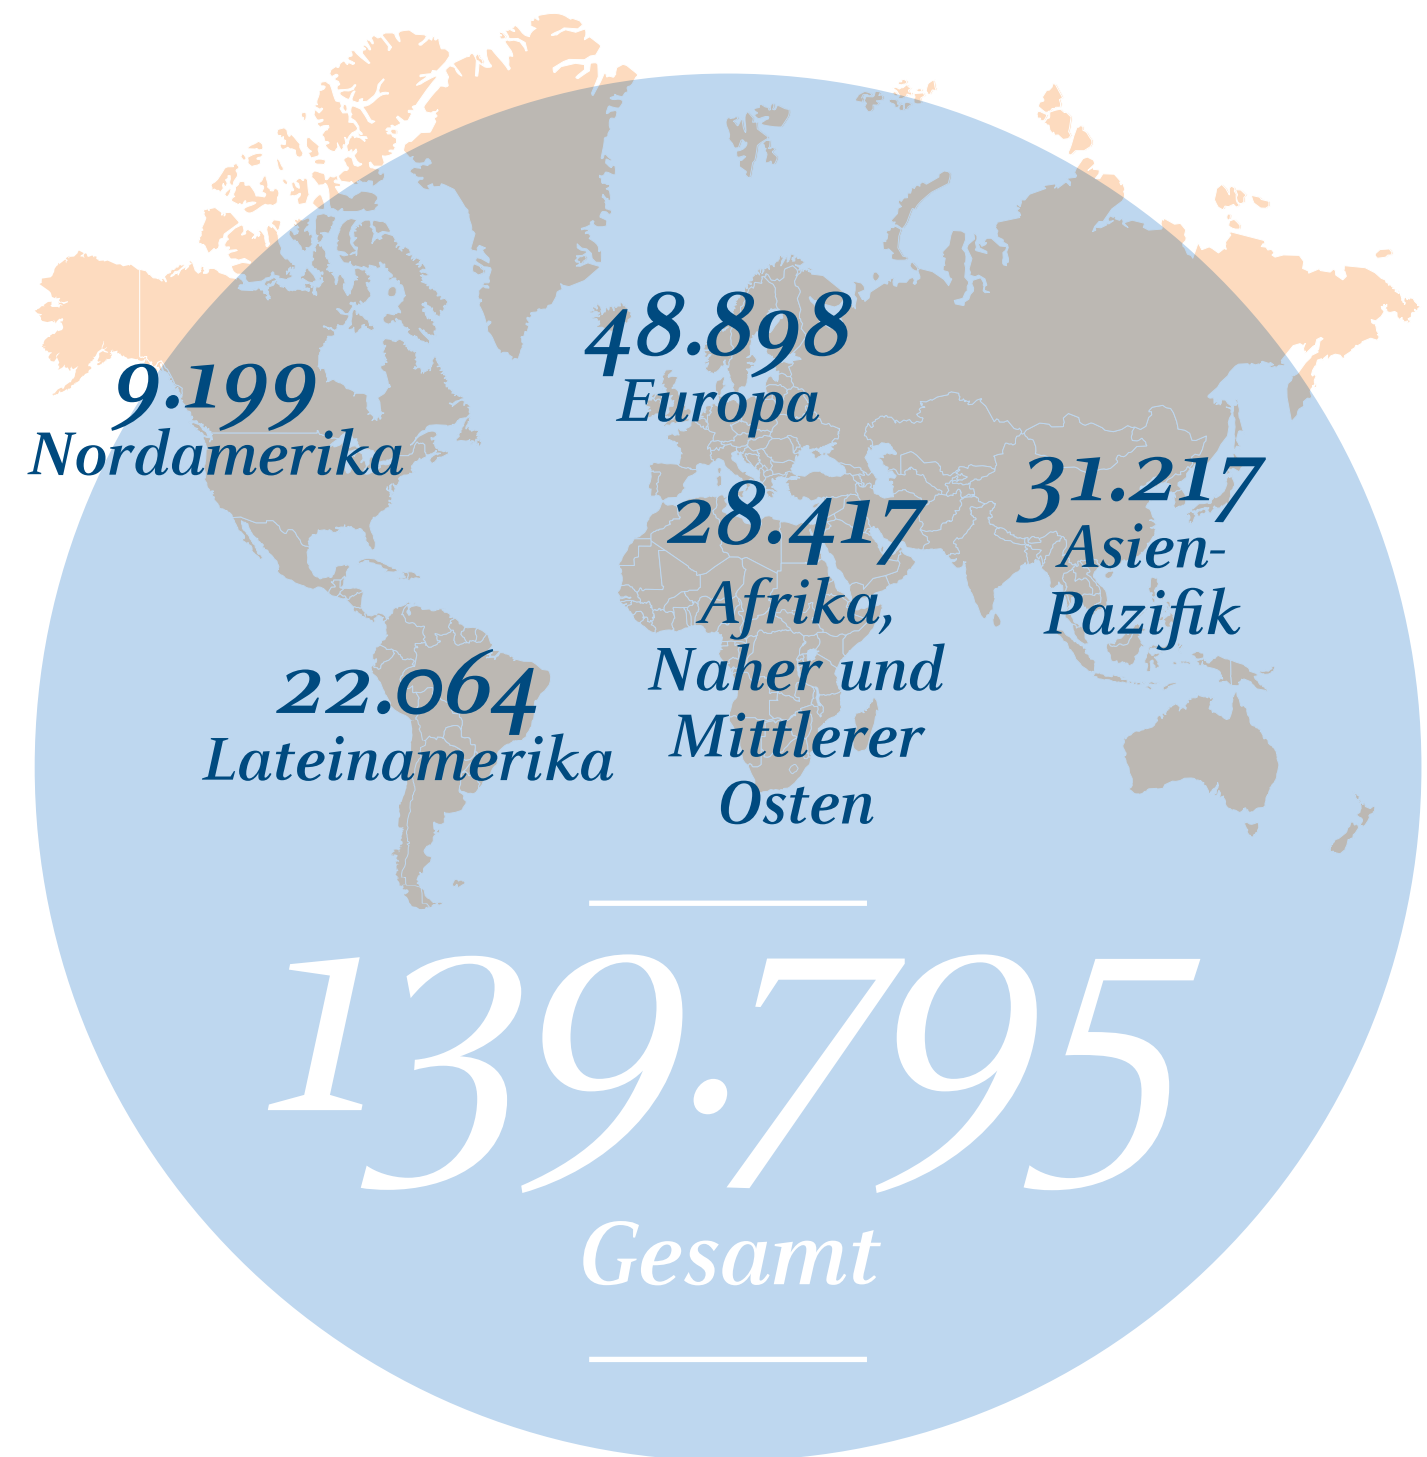 48.898
Europa
9.199
Nordamerika
31.217
Asien-
Pazifik
28.417
Afrika,
Naher und
Mittlerer
Osten
22.064
Lateinamerika
139.795
Gesamt